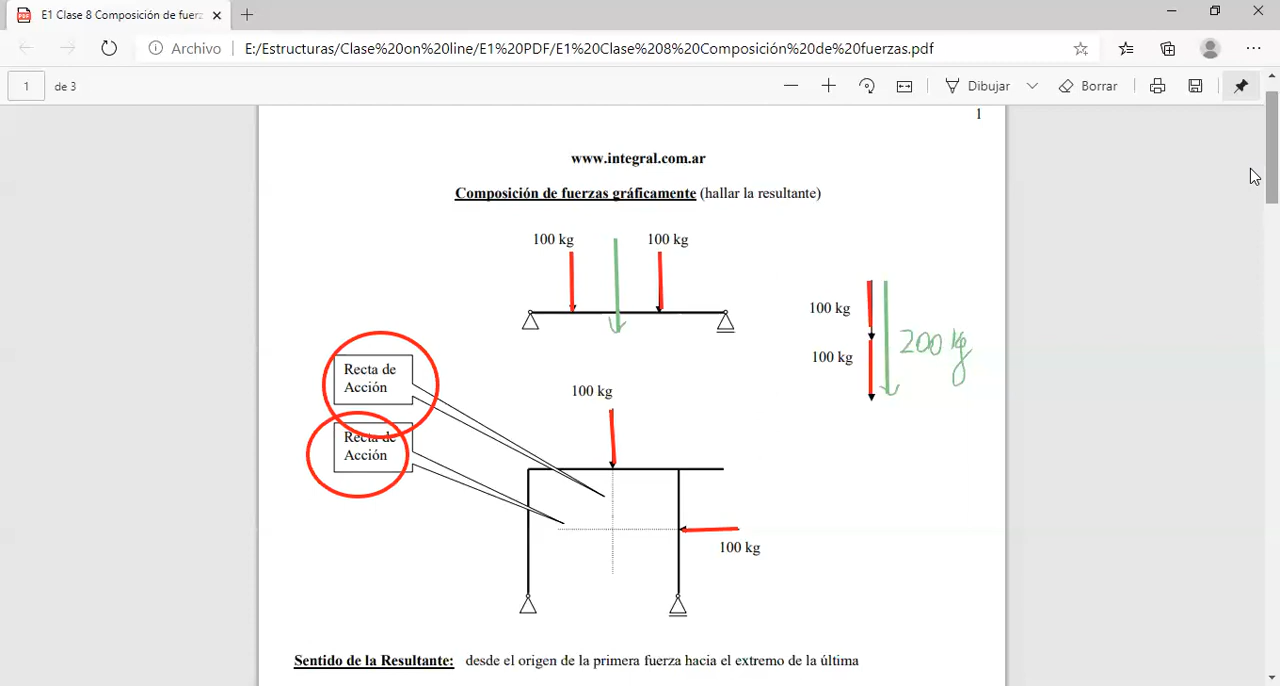 E1 Clase 8 Composición de fuerz
Archivo
E:/Estructuras/Clase%20on%20line/E1%20PDF/E1%20Clase%208%20Composición%20de%20fuerzas.pdf
1 de 3
Dibujar
Borrar
1
www.integral.com.ar
Composición de fuerzas gráficamente (hallar la resultante)
100 kg 100 kg
100 kg
200 kg
100 kg
Recta de
Acción
100 kg
Recta de
Acción
100 kg
Sentido de la Resultante: desde el origen de la primera fuerza hacia el extremo de la última